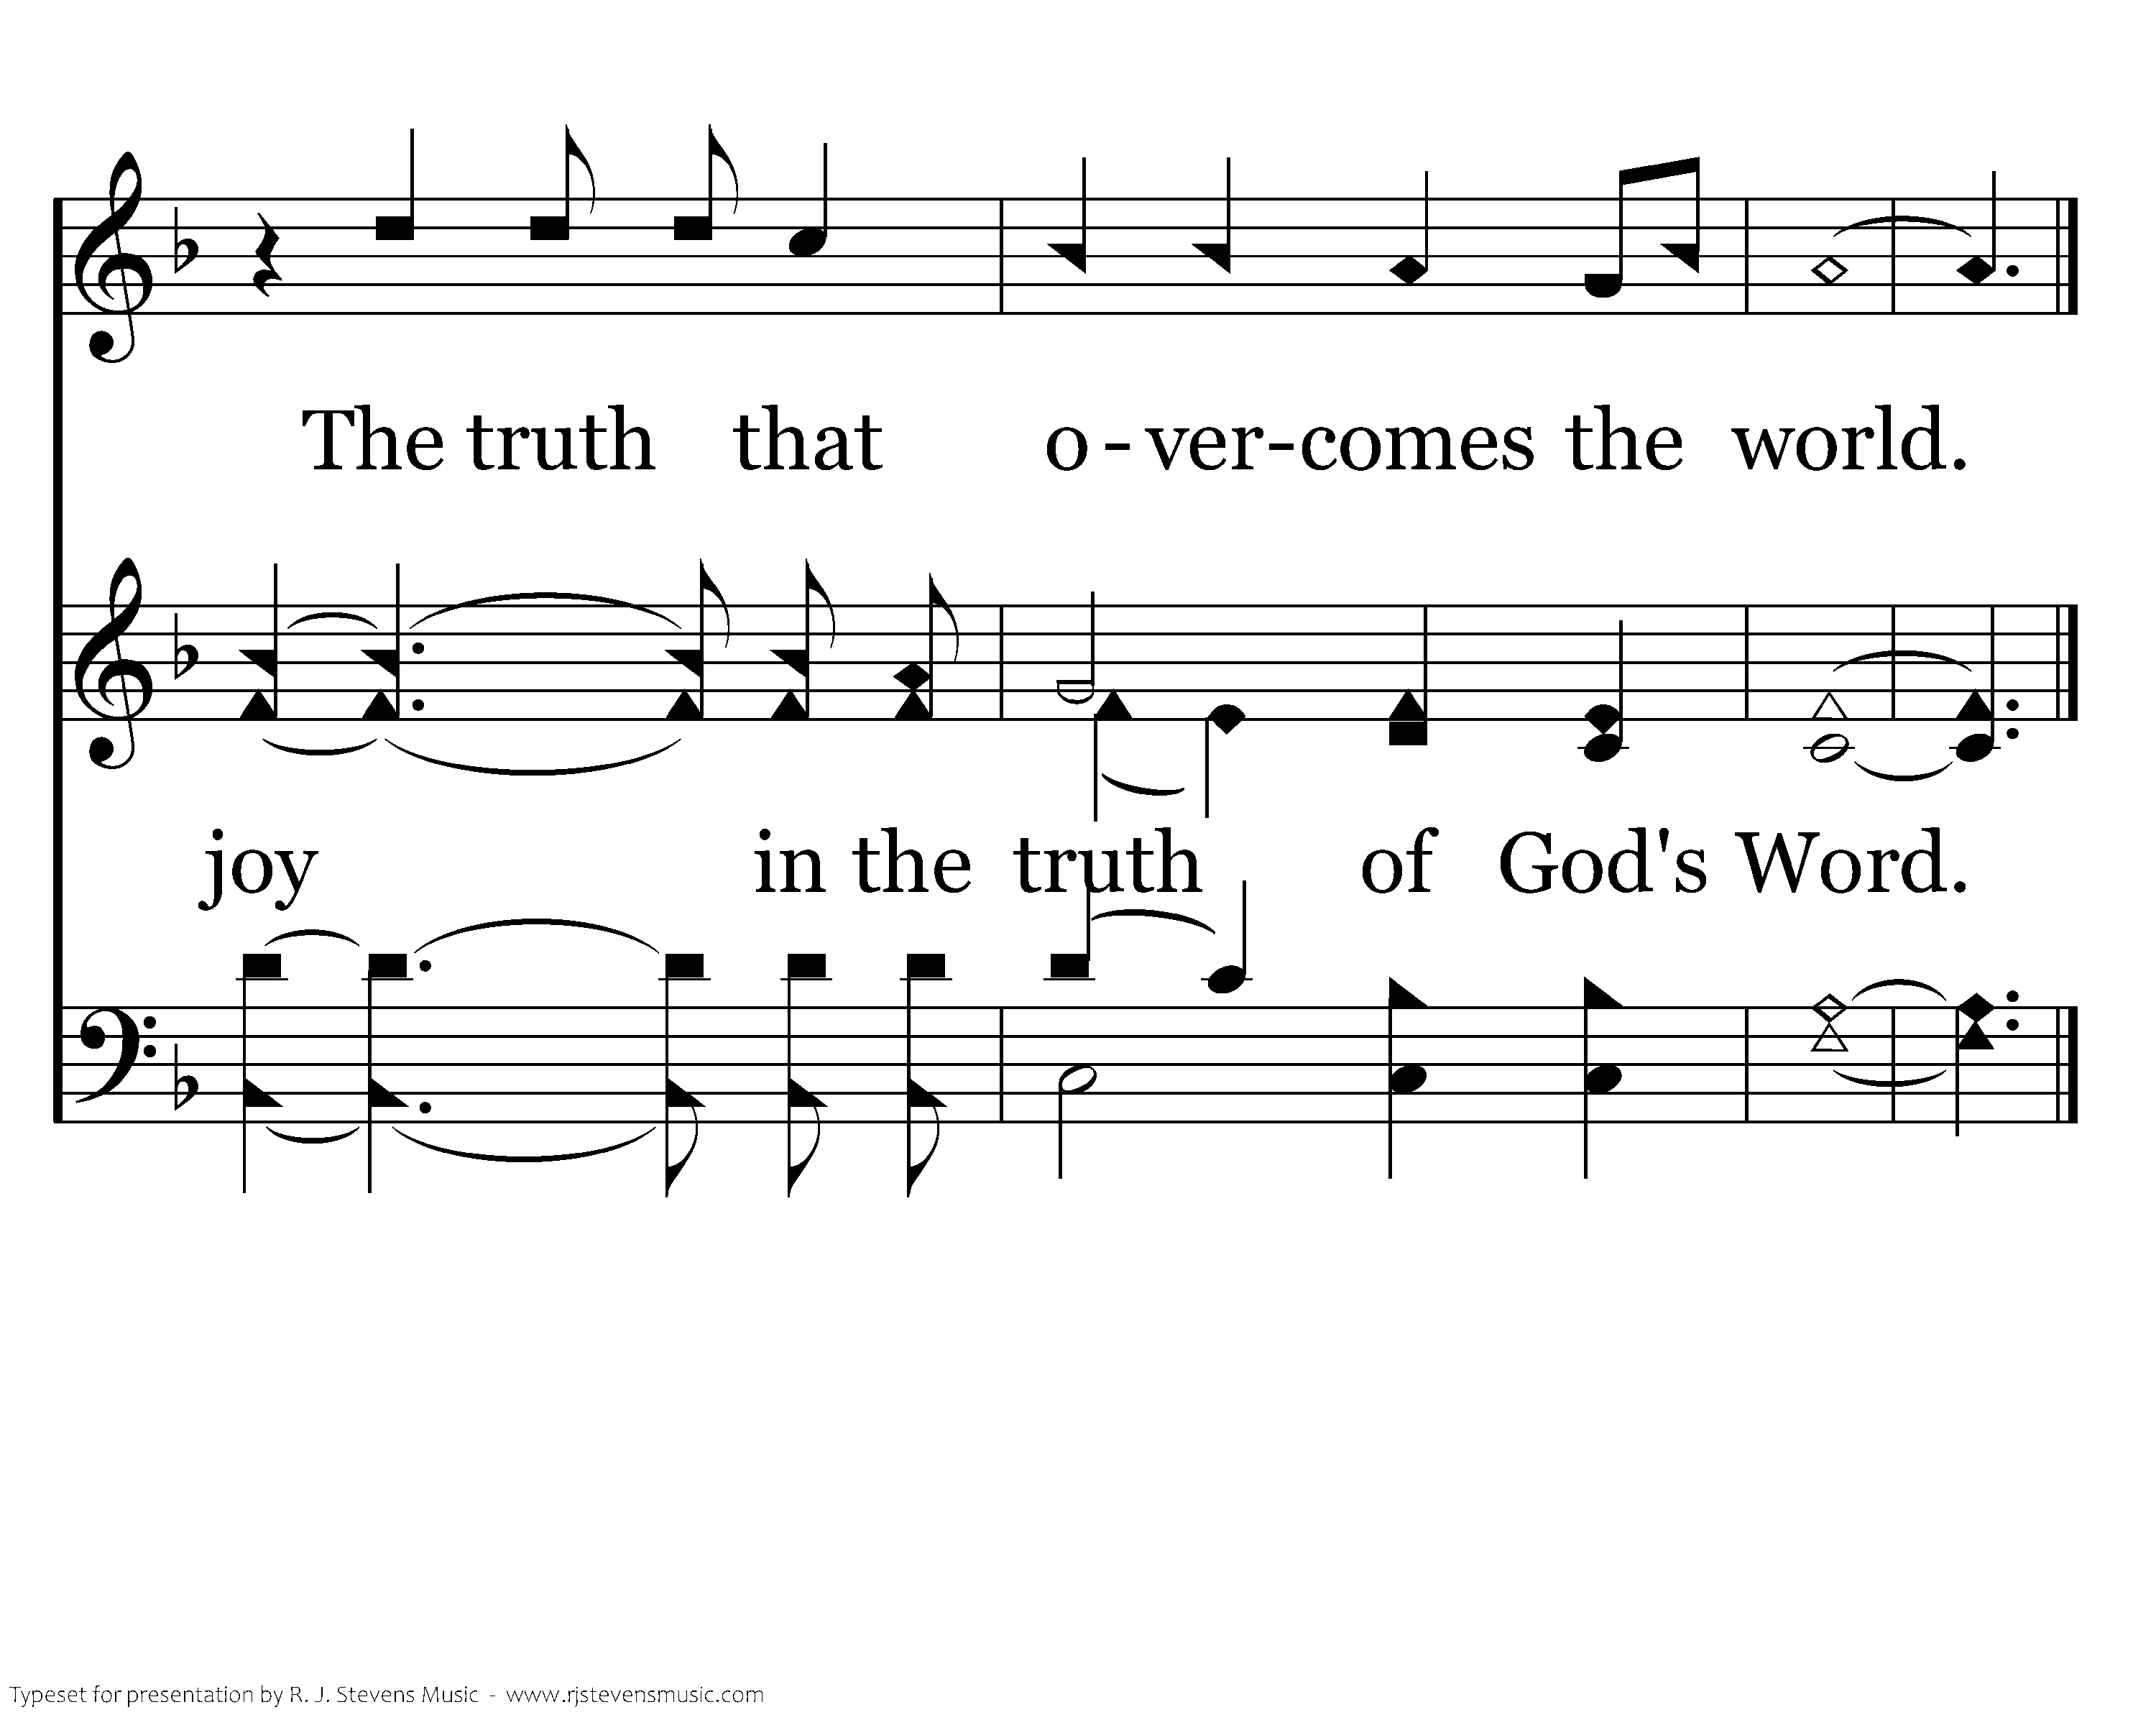 The truth that o - ver-comes the world.
joy in the truth of God's Word.
Typeset for presentation by R. J. Stevens Music - www.rjstevensmusic.com